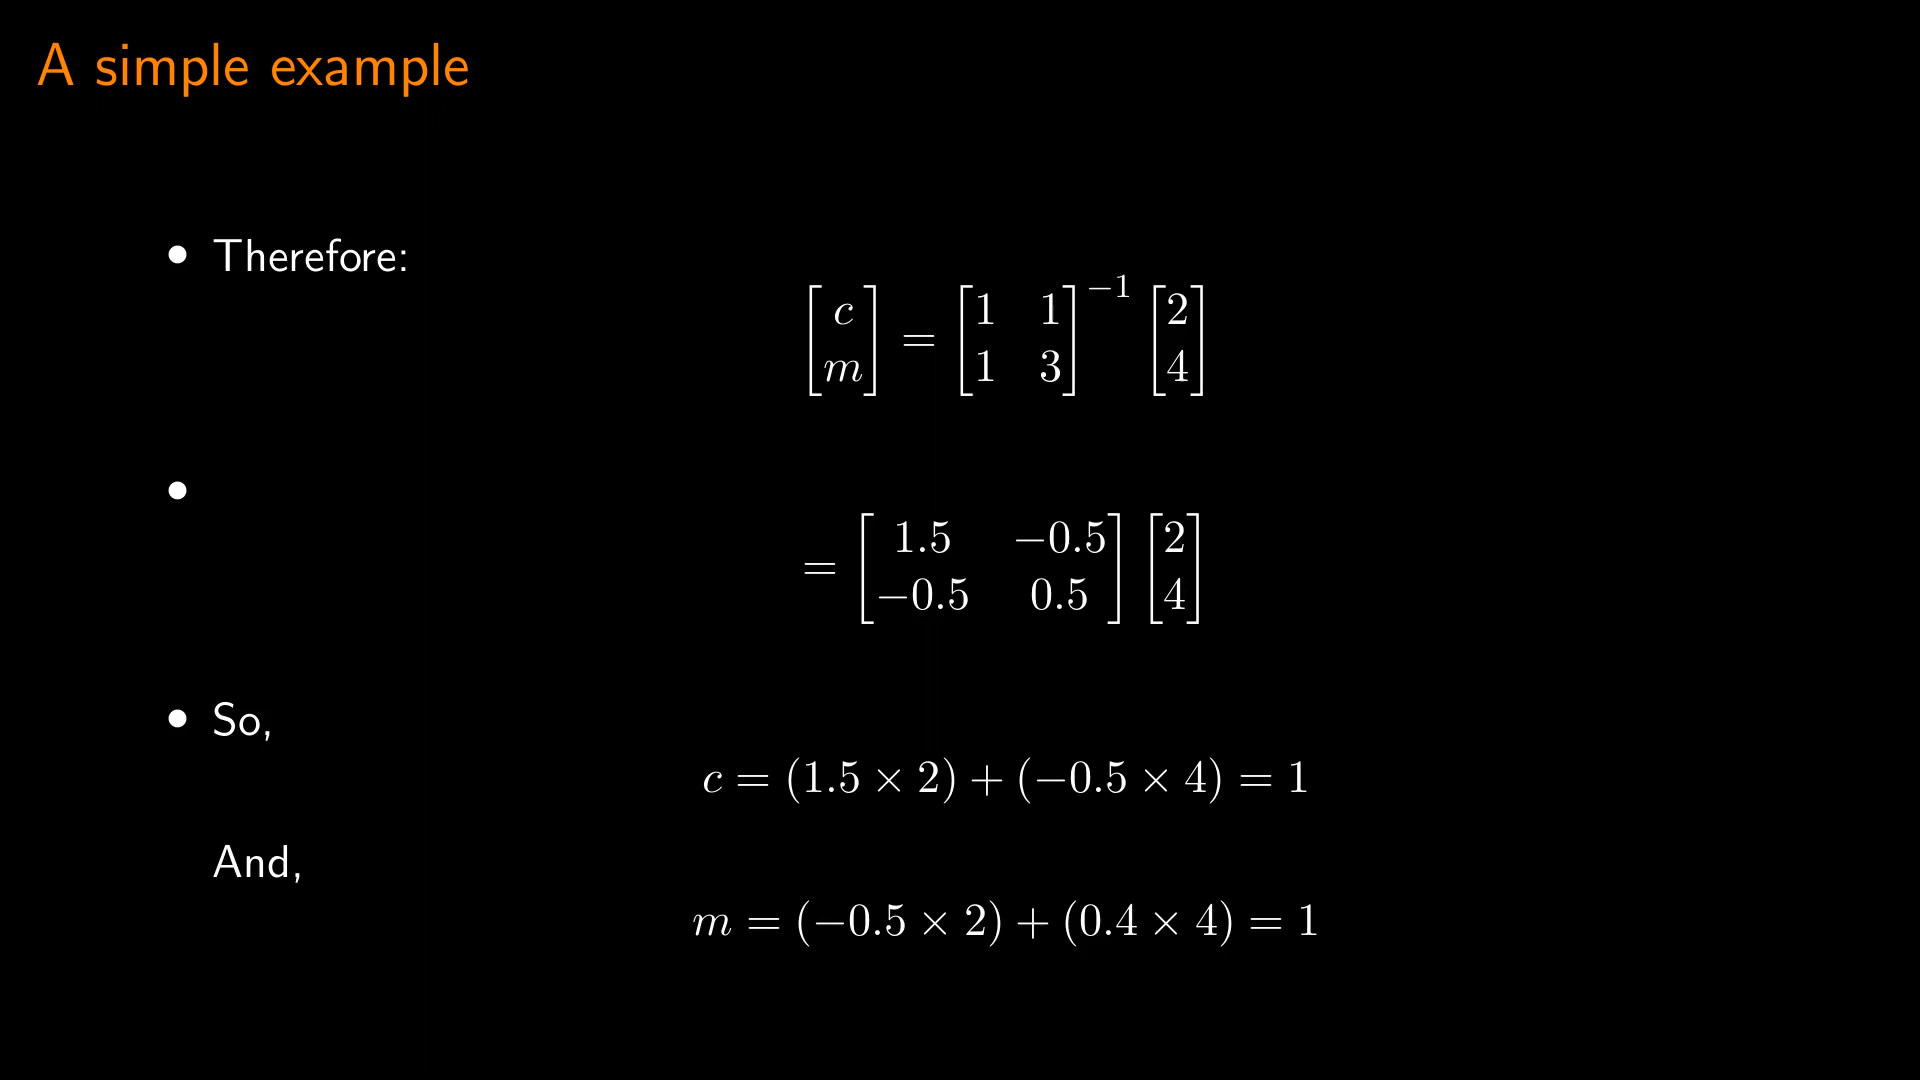 A simple example
• Therefore:
[c; m] = [1 1; 1 3]^{−1} [2; 4]
•
= [1.5 −0.5; −0.5 0.5] [2; 4]
• So,
c = (1.5 × 2) + (−0.5 × 4) = 1
And,
m = (−0.5 × 2) + (0.4 × 4) = 1